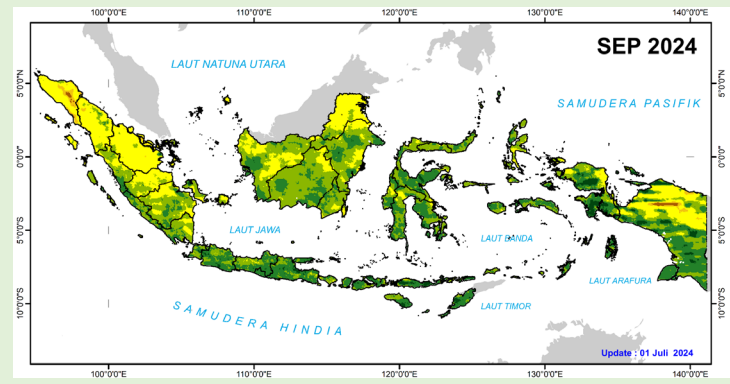 100°0'0"E 110°0'0"E 120°0'0"E 130°0'0"E 140°0'0"E
SEP 2024
LAUT NATUNA UTARA
5°0'0"N 5°0'0"N
SAMUDERA PASIFIK
0°0'0" 0°0'0"
LAUT JAWA
LAUT BANDA
5°0'0"S 5°0'0"S
LAUT ARAFURA
SAMUDERA HINDIA
LAUT TIMOR
10°0'0"S 10°0'0"S
Update : 01 Juli 2024
100°0'0"E 110°0'0"E 120°0'0"E 130°0'0"E 140°0'0"E